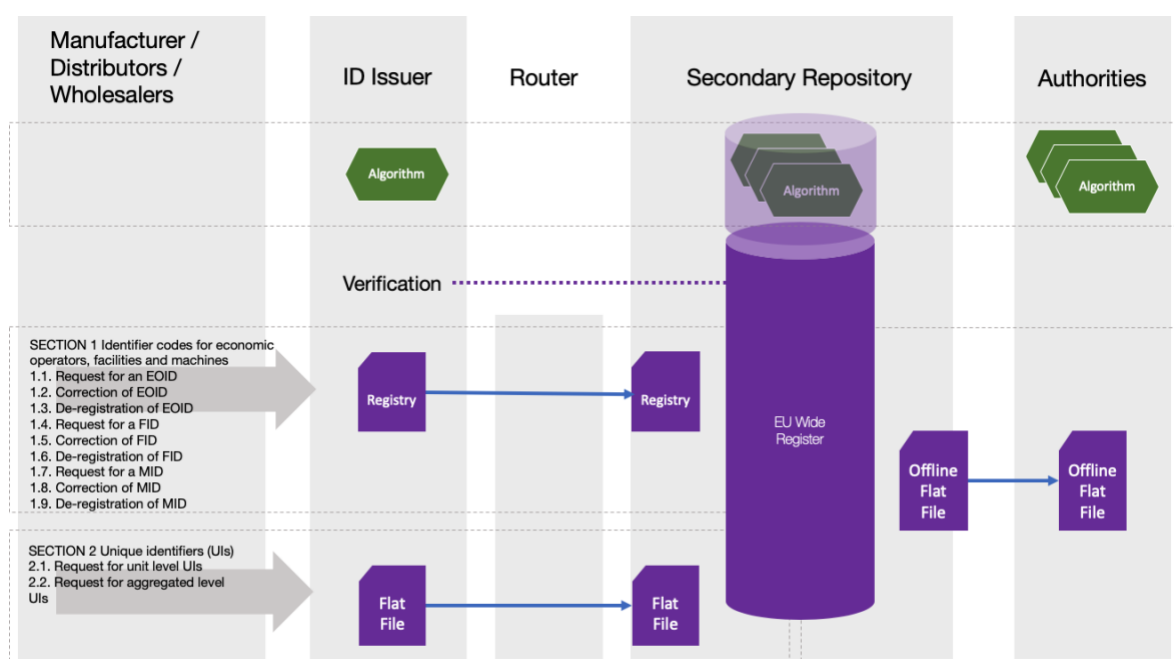 Manufacturer /
Distributors /
Wholesalers
ID Issuer
Router
Secondary Repository
Authorities
Algorithm
Algorithm
Algorithm
Verification
SECTION 1 Identifier codes for economic
operators, facilities and machines
1.1. Request for an EOID
1.2. Correction of EOID
1.3. De-registration of EOID
1.4. Request for a FID
1.5. Correction of FID
1.6. De-registration of FID
1.7. Request for a MID
1.8. Correction of MID
1.9. De-registration of MID
Registry
Registry
EU Wide
Register
Offline
Flat
File
Offline
Flat
File
SECTION 2 Unique identifiers (UIs)
2.1. Request for unit level UIs
2.2. Request for aggregated level
UIs
Flat
File
Flat
File